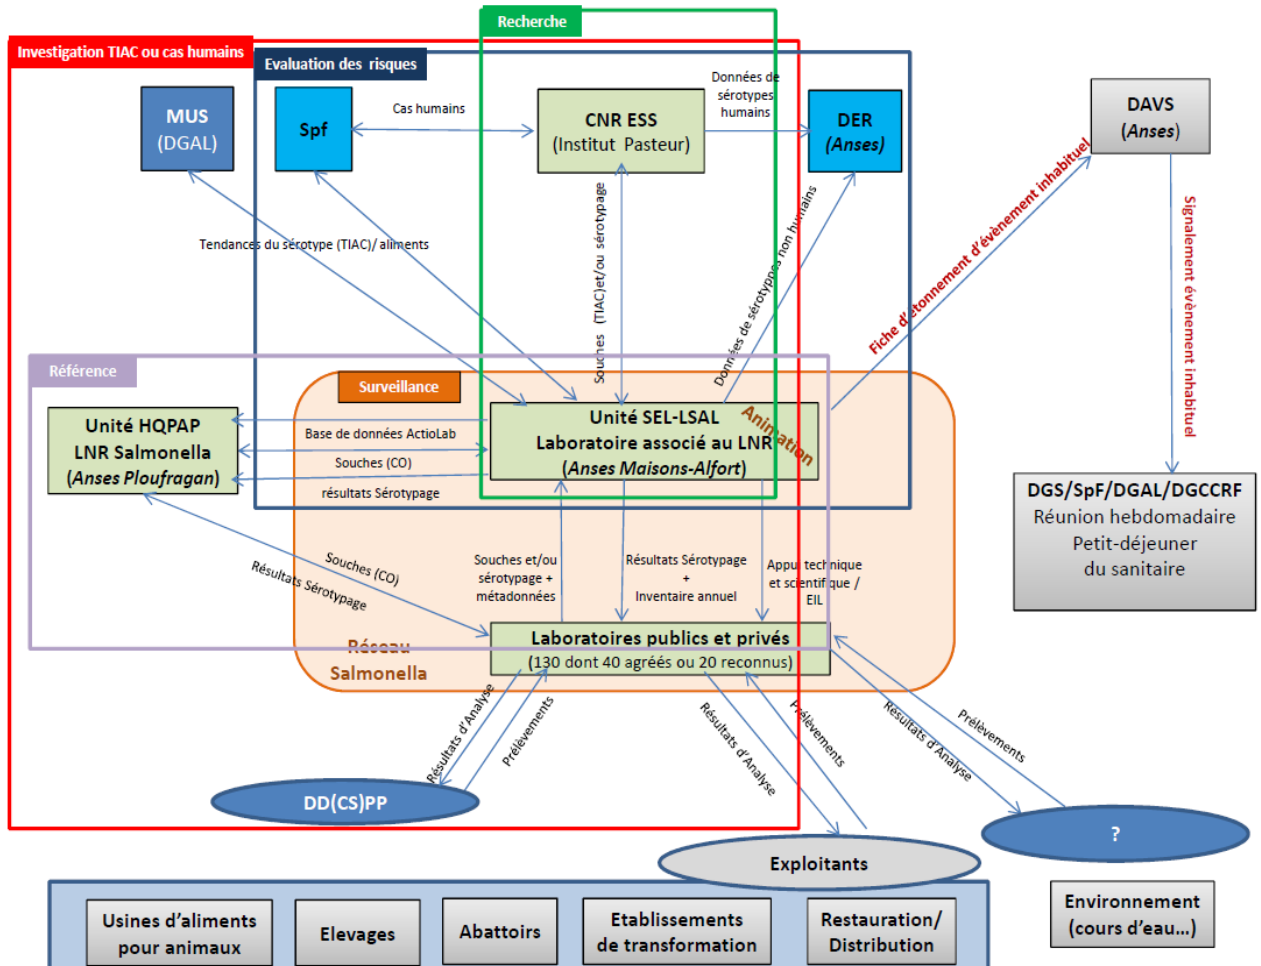 Recherche
Investigation TIAC ou cas humains
Evaluation des risques
MUS
(DGAL)
Spf
Cas humains
CNR ESS
(Institut Pasteur)
Données de
sérotypes
humains
DER
(Anses)
DAVS
(Anses)
Tendances du sérotype (TIAC)/ aliments
Souches (TIAC)et/ou sérotypage
Données de sérotypnes non humains
Fiche d'étonnement d'évènement inhabituel
Signalement évènement inhabituel
Référence
Surveillance
Unité HQPAP
LNR Salmonella
(Anses Ploufragan)
Base de données ActioLab
Souches (CO)
résultats Sérotypage
Unité SEL-LSAL
Laboratoire associé au LNR
(Anses Maisons-Alfort)
Animation
DGS/SpF/DGAL/DGCCRF
Réunion hebdomadaire
Petit-déjeuner
du sanitaire
Souches (CO)
Résultats Sérotypage
Souches et/ou
sérotypage +
métadonnées
Résultats Sérotypage
+
Inventaire annuel
Appui technique
et scientifique /
EIL
Réseau
Salmonella
Laboratoires publics et privés
(130 dont 40 agréés ou 20 reconnus)
Résultats d'Analyse
Prélèvements
Résultats d'Analyse
Prélèvements
Résultats d'Analyse
Prélèvements
DD(CS)PP
Exploitants
?
Usines d'aliments
pour animaux
Elevages
Abattoirs
Etablissements
de transformation
Restauration/
Distribution
Environnement
(cours d'eau...)